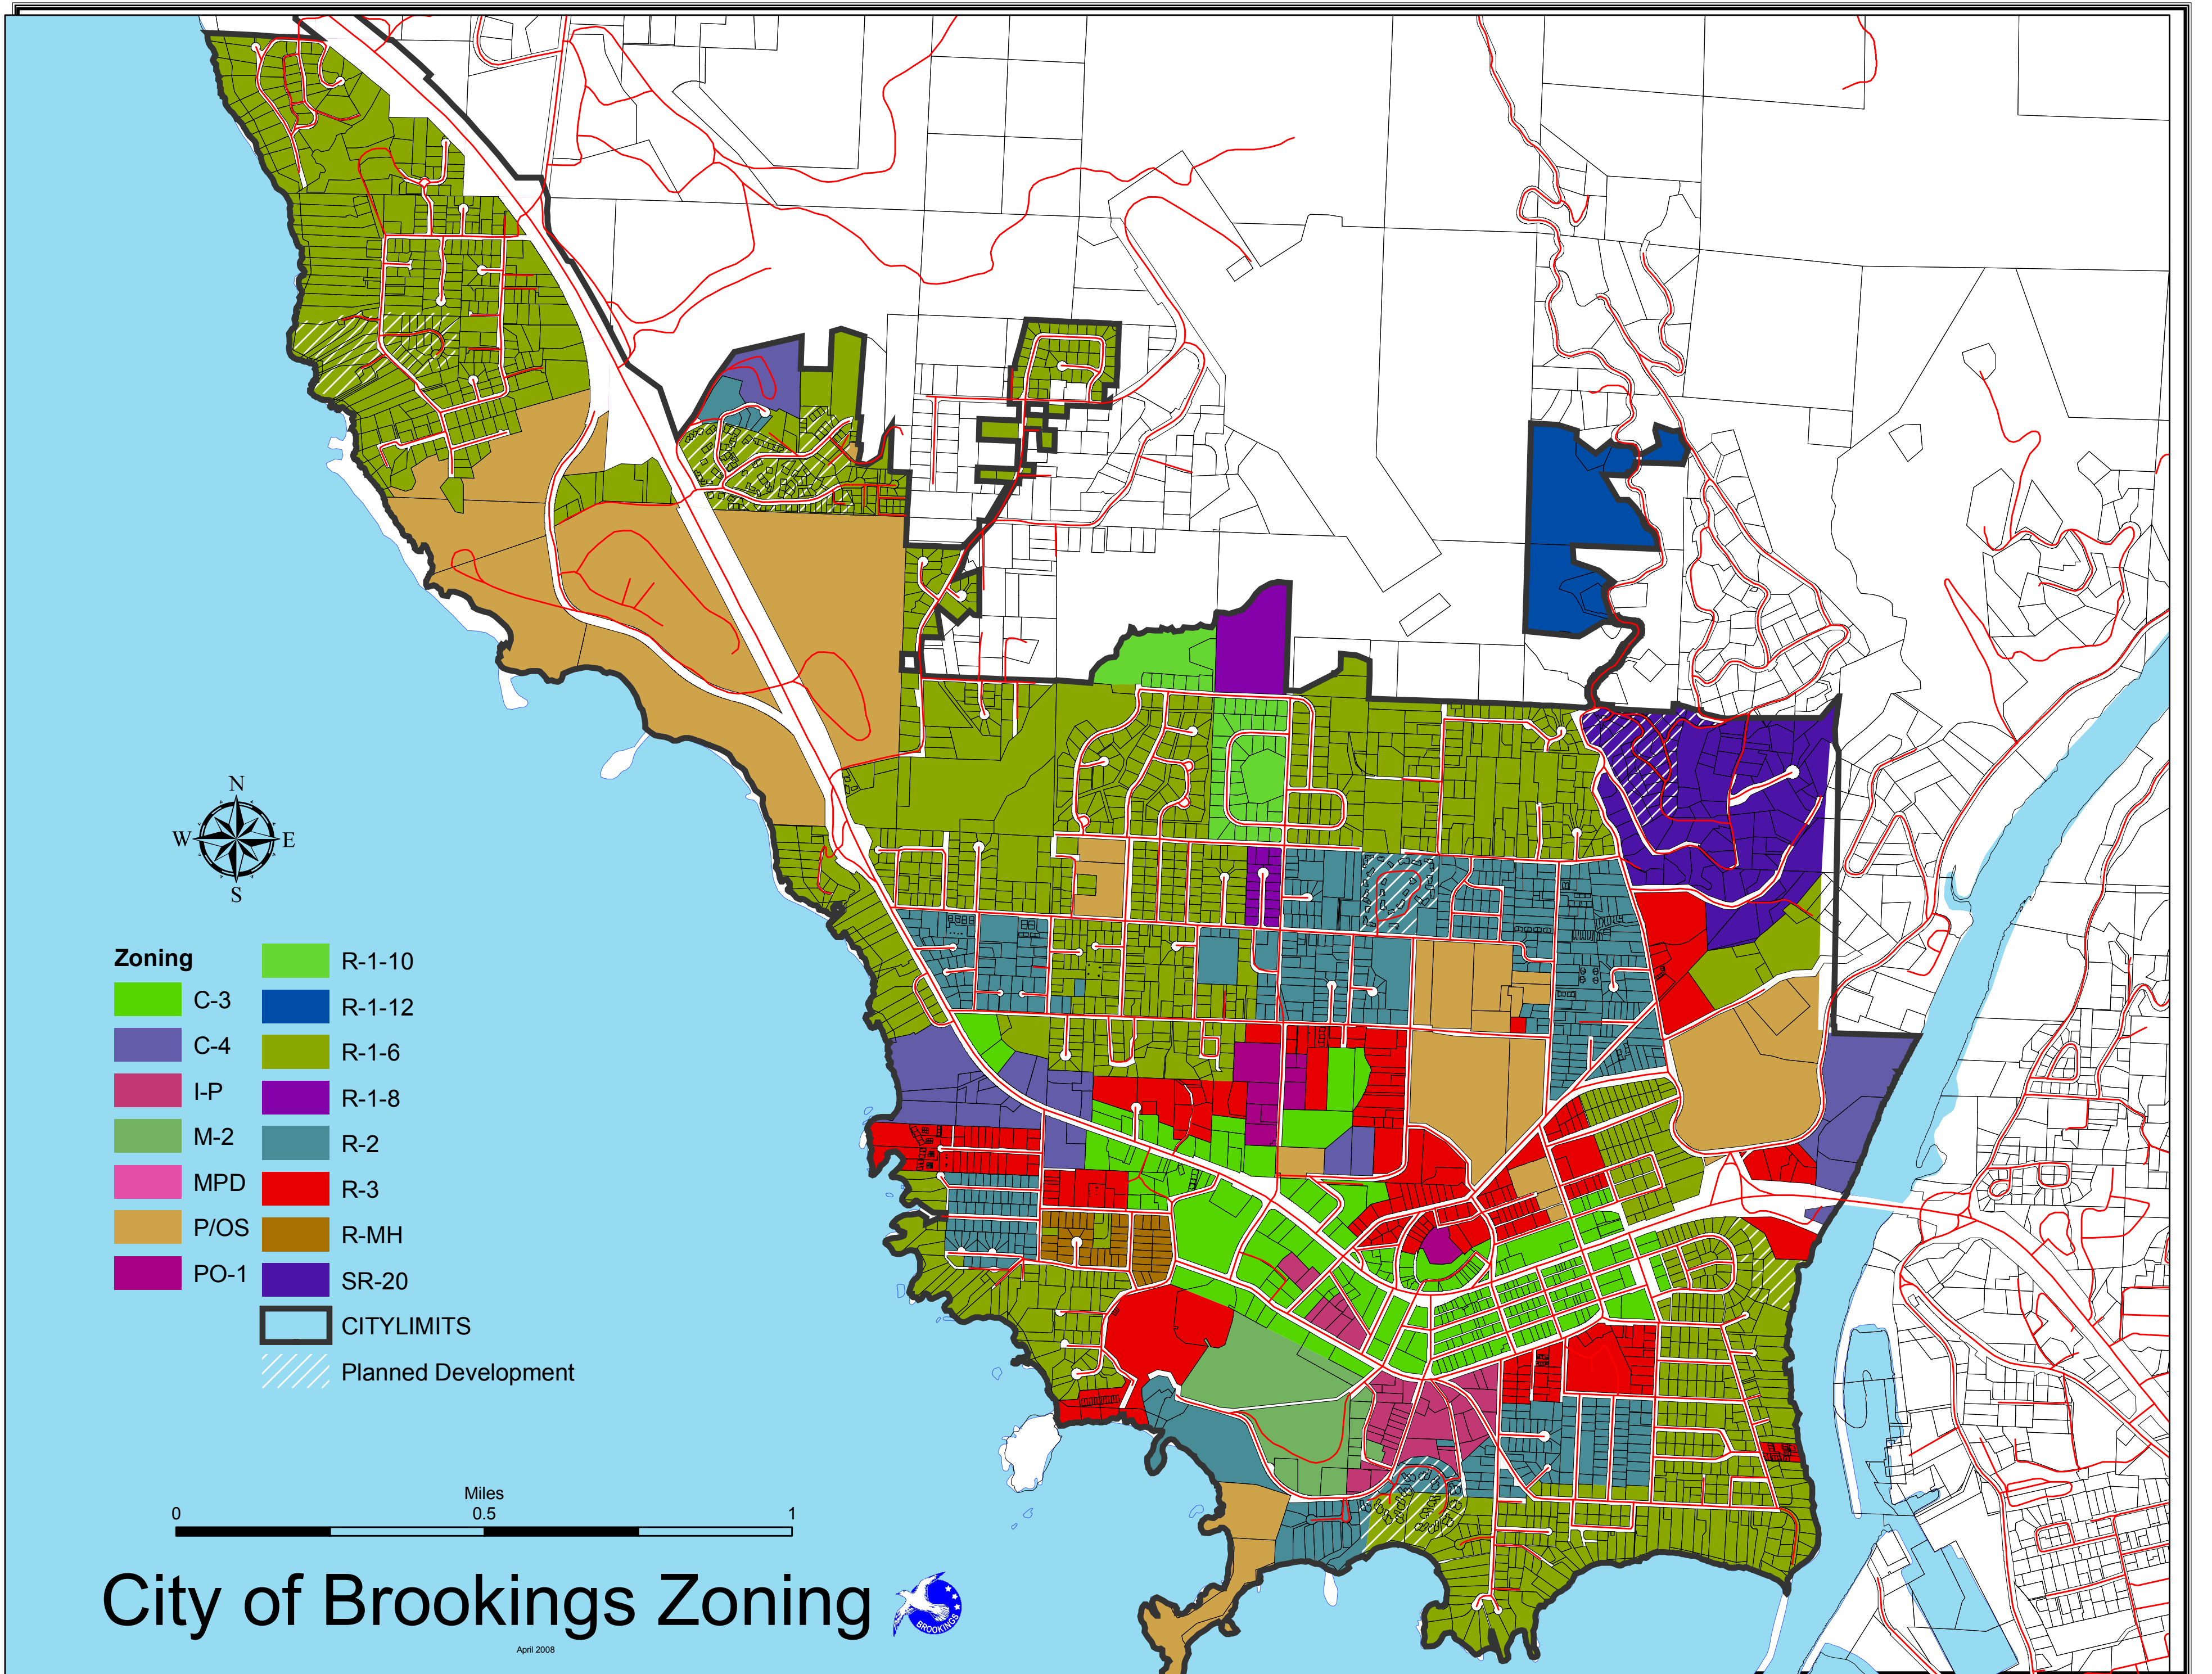 N
W E
S
Zoning
C-3
C-4
I-P
M-2
MPD
P/OS
PO-1
R-1-10
R-1-12
R-1-6
R-1-8
R-2
R-3
R-MH
SR-20
CITYLIMITS
Planned Development
Miles
0 0.5 1
City of Brookings Zoning
BROOKINGS
April 2008